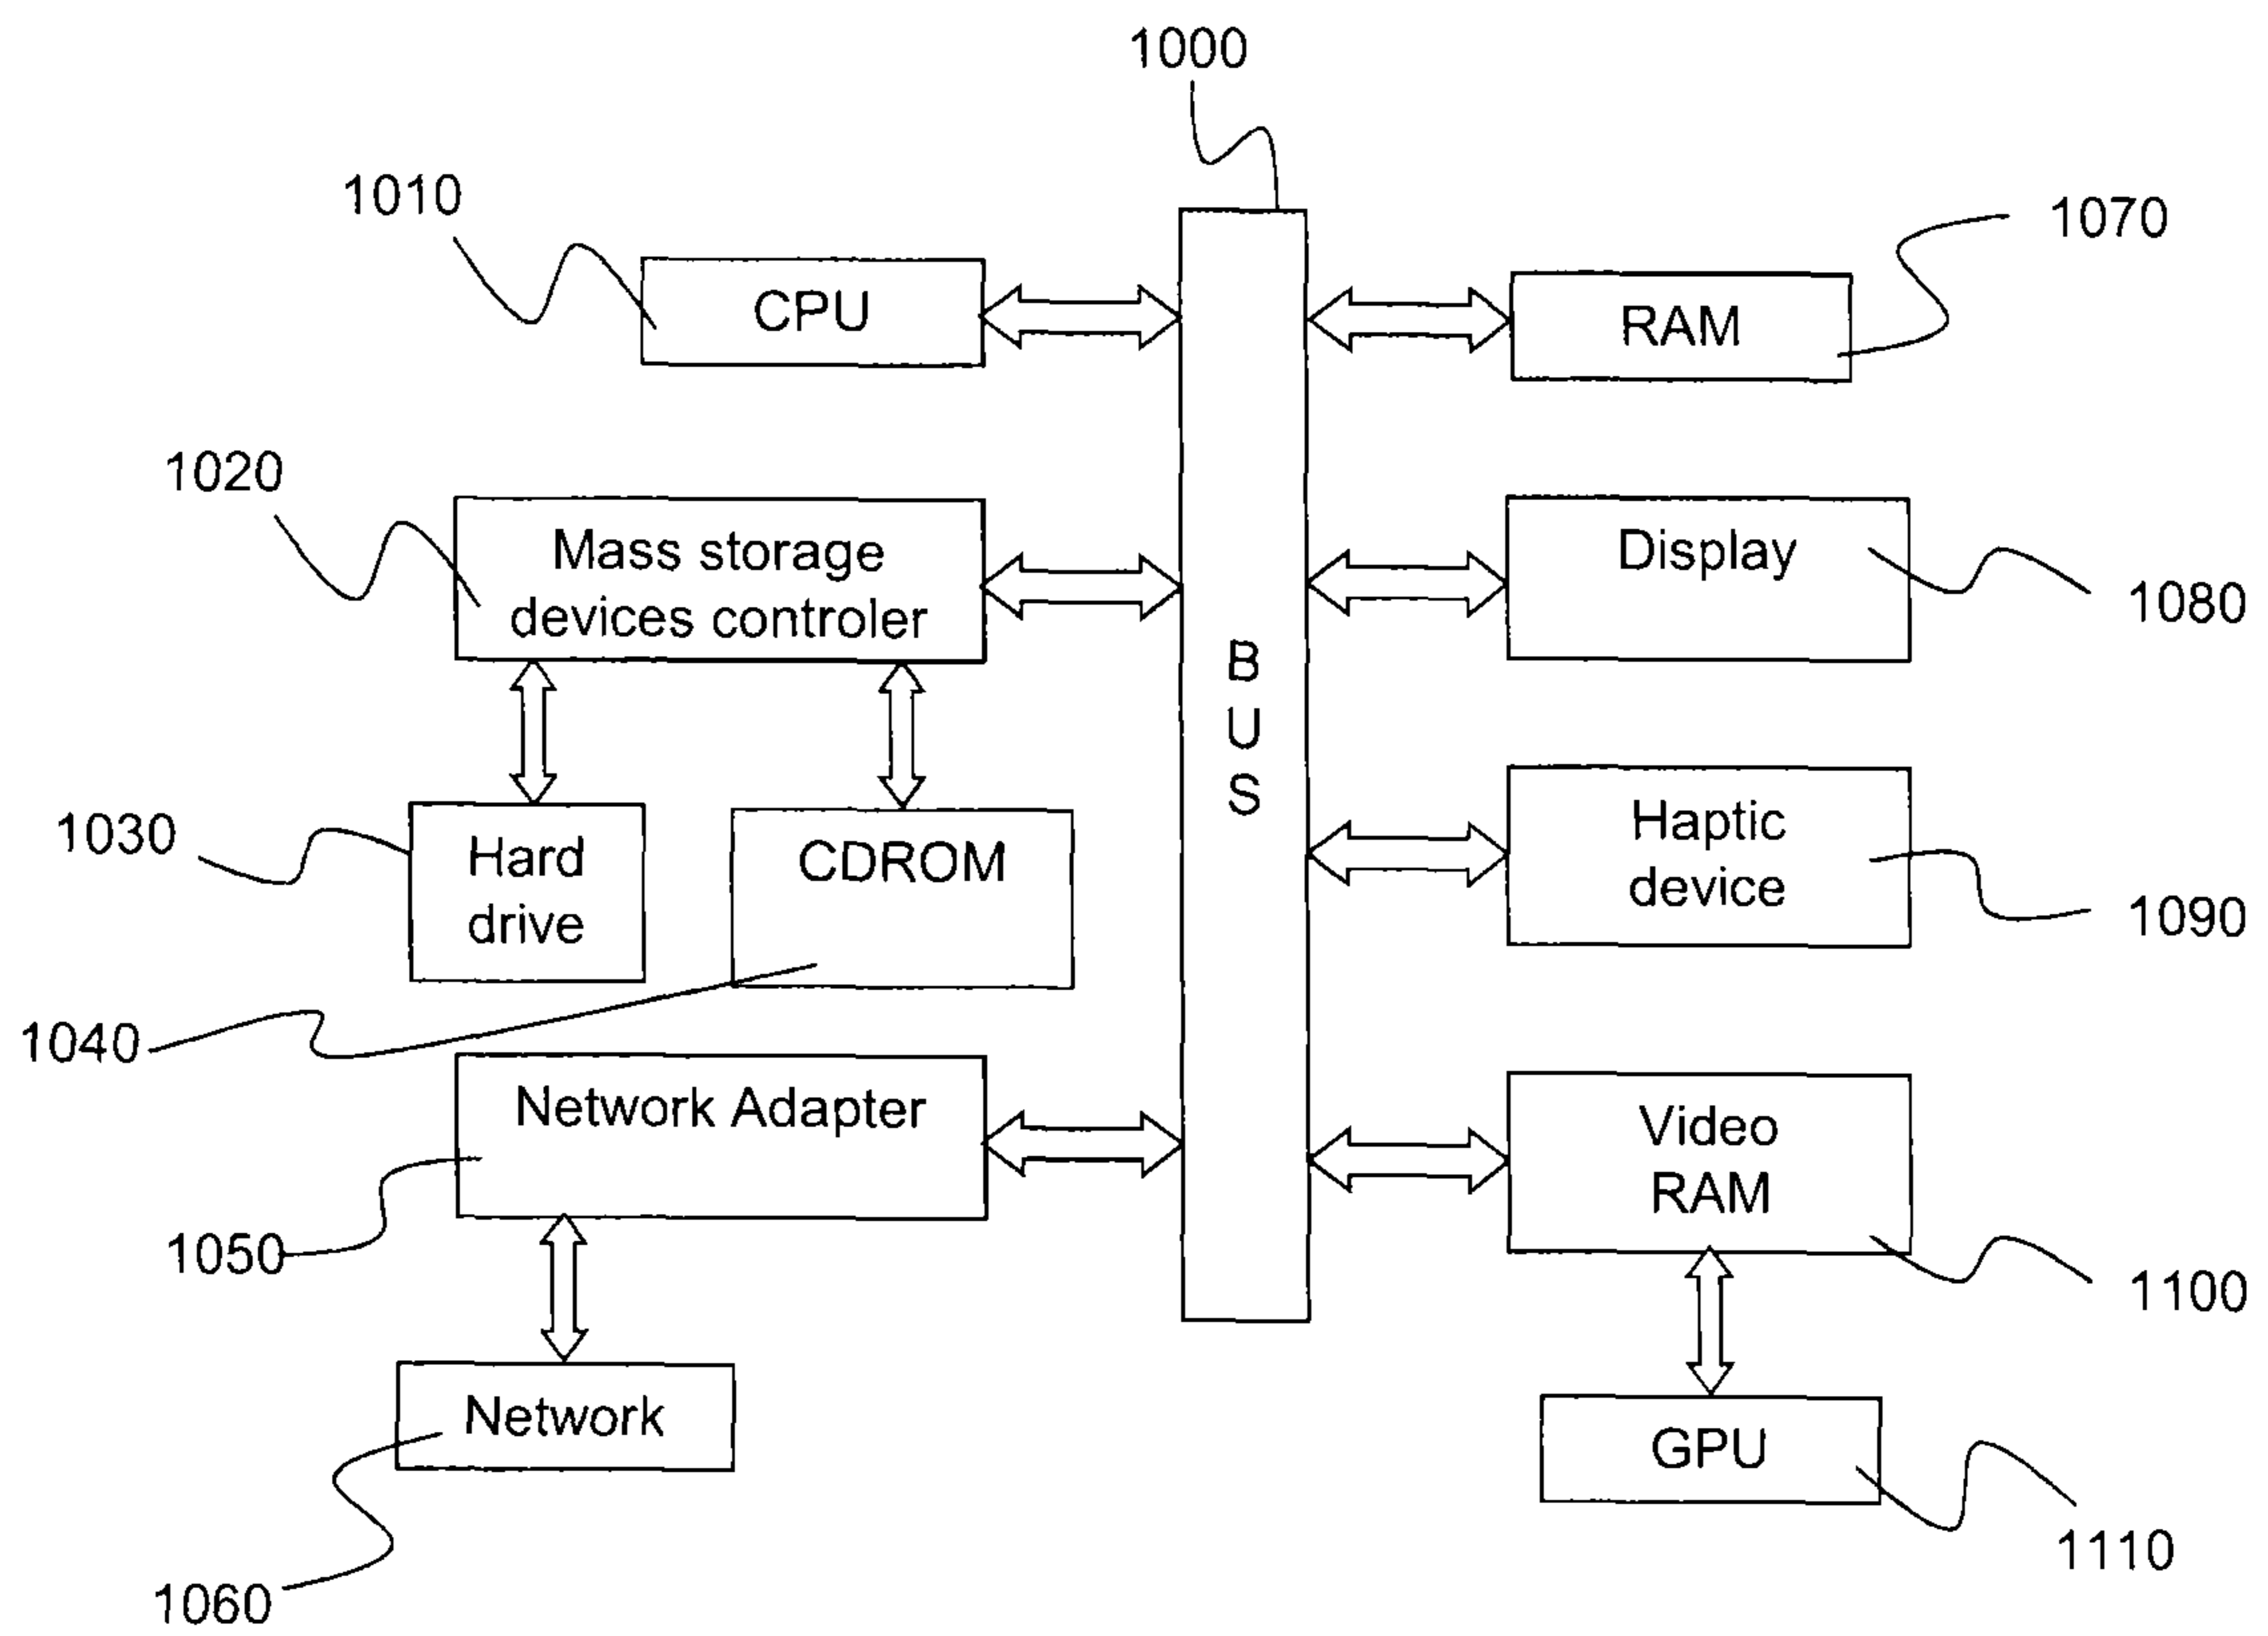 1000
1010
CPU
1070
RAM
1020
Mass storage
devices controler
Display
1080
B
U
S
1030
Hard
drive
CDROM
Haptic
device
1090
1040
Network Adapter
1050
Video
RAM
1100
Network
1060
GPU
1110